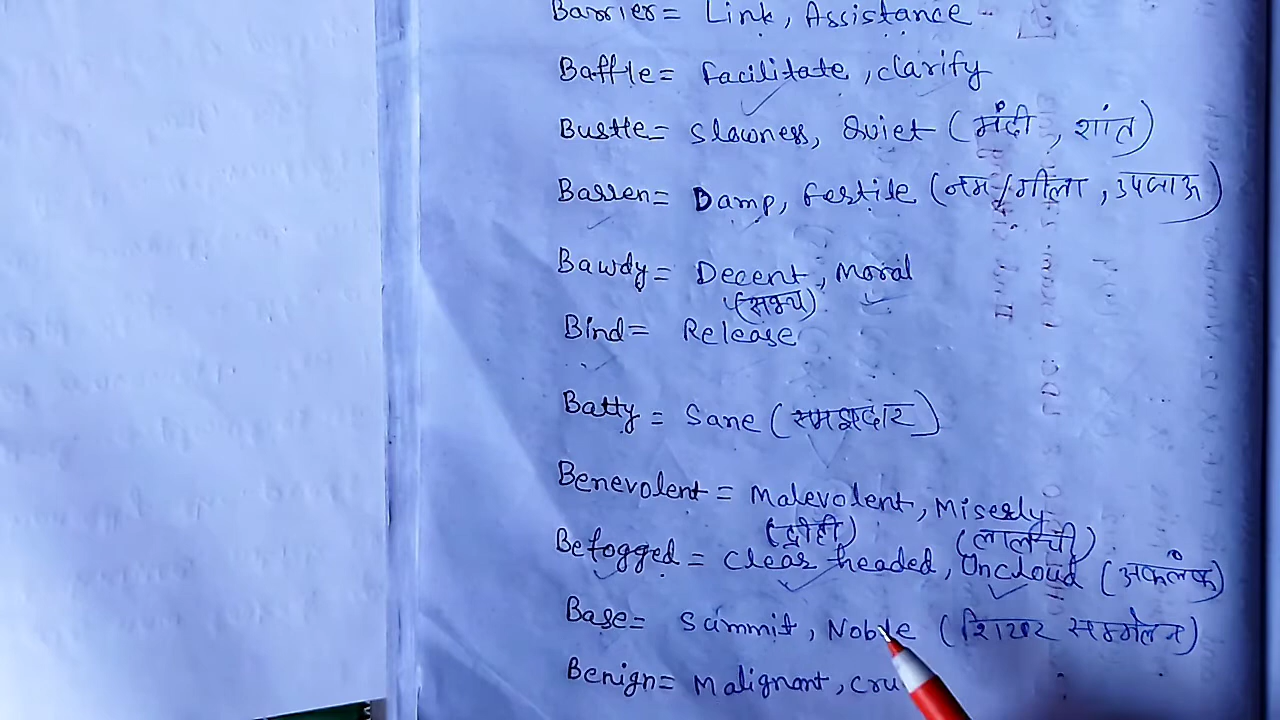 Barrier = Link, Assistance
Baffle = Facilitate, clarify
Bustle = Slowness, Quiet (मंदी, शांत)
Barren = Damp, Fertile (नम/गीला, उपजाऊ)
Bawdy = Decent, Moral
(सभ्य)
Bind = Release
Batty = Sane (समझदार)
Benevolent = Malevolent, Miserly
(द्रोही) (लालची)
Befogged = Clear headed, Uncloud (अकलंक)
Base = Summit, Noble (शिखर सम्मेलन)
Benign = Malignant, cru